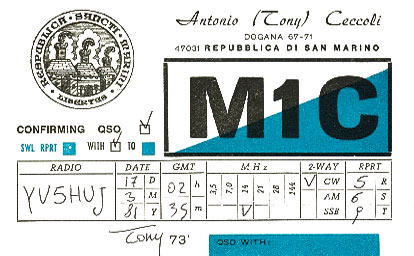 REPUBBLICA SANCTI MARINI
LIBERTAS
Antonio (Tony) Ceccoli
DOGANA 67-71
47031 REPUBBLICA DI SAN MARINO
M1C
CONFIRMING QSO
SWL RPRT WITH TO
RADIO DATE GMT MHz 2-WAY RPRT
YV5HUJ 17 D 02 h 3,5 7,0 14 21 28 144 CW 5 R
3 M AM 6 S
81 Y 35 m SSB 9 T
Tony 73'
QSO WITH: